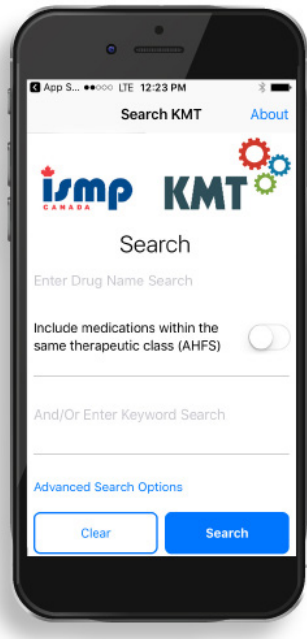 App S... LTE 12:23 PM
Search KMT About
ismp KMT
CANADA
Search
Enter Drug Name Search
Include medications within the
same therapeutic class (AHFS)
And/Or Enter Keyword Search
Advanced Search Options
Clear Search